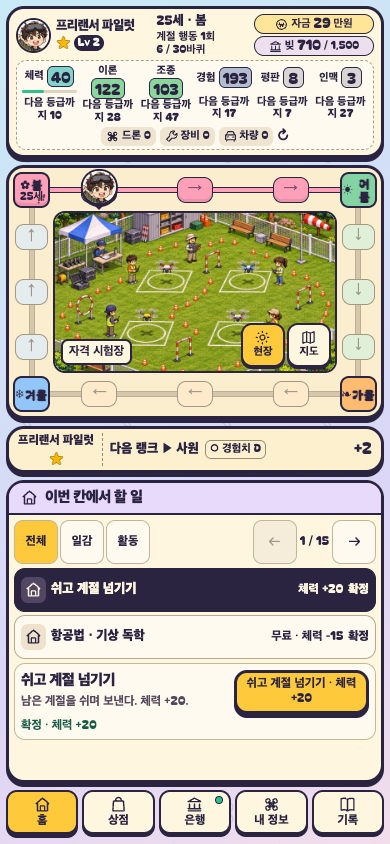 프리랜서 파일럿
Lv 2
25세 · 봄
계절 행동 1회
6 / 30바퀴
자금 29 만원
빚 710 / 1,500
체력 40
다음 등급까지 10
이론
122
다음 등급까지 28
조종
103
다음 등급까지 47
경험 193
다음 등급까지 17
평판 8
다음 등급까지 7
인맥 3
다음 등급까지 27
드론 0
장비 0
차량 0
봄
25세
→
→
여름
↑
↑
↑
↓
↓
↓
자격 시험장
현장
지도
겨울
←
←
←
가을
프리랜서 파일럿
다음 랭크 ▶ 사원
경험치 D
+2
이번 칸에서 할 일
전체
일감
활동
←
1 / 15
→
쉬고 계절 넘기기
체력 +20 확정
항공법 · 기상 독학
무료 · 체력 -15 확정
쉬고 계절 넘기기
남은 계절을 쉬며 보낸다. 체력 +20.
확정 · 체력 +20
쉬고 계절 넘기기 · 체력
+20
홈
상점
은행
내 정보
기록